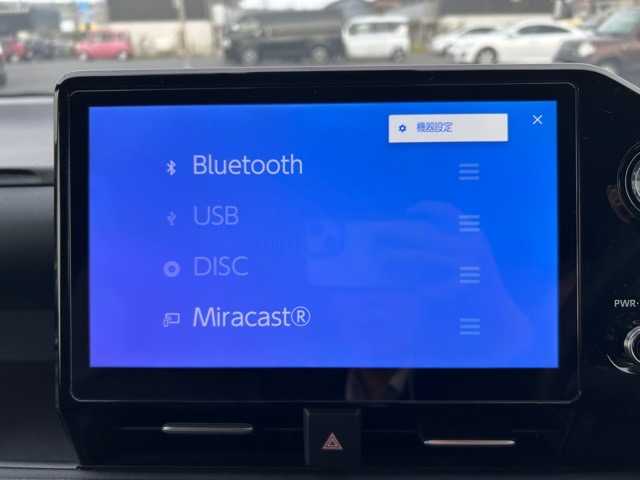 機器設定
Bluetooth
USB
DISC
Miracast®
PWR